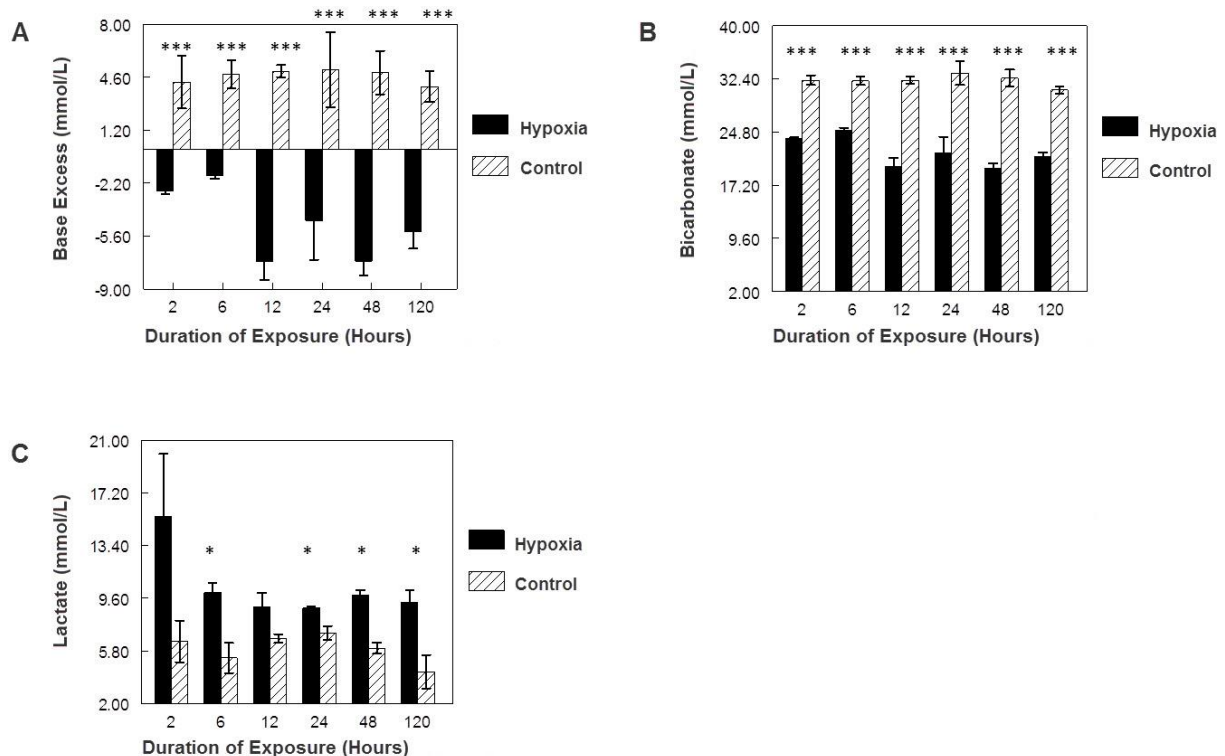 A
Base Excess (mmol/L)
8.00
4.60
1.20
-2.20
-5.60
-9.00
*** *** *** *** *** ***
2 6 12 24 48 120
Duration of Exposure (Hours)
Hypoxia
Control
B
Bicarbonate (mmol/L)
40.00
32.40
24.80
17.20
9.60
2.00
*** *** *** *** *** ***
2 6 12 24 48 120
Duration of Exposure (Hours)
Hypoxia
Control
C
Lactate (mmol/L)
21.00
17.20
13.40
9.60
5.80
2.00
* * * *
2 6 12 24 48 120
Duration of Exposure (Hours)
Hypoxia
Control